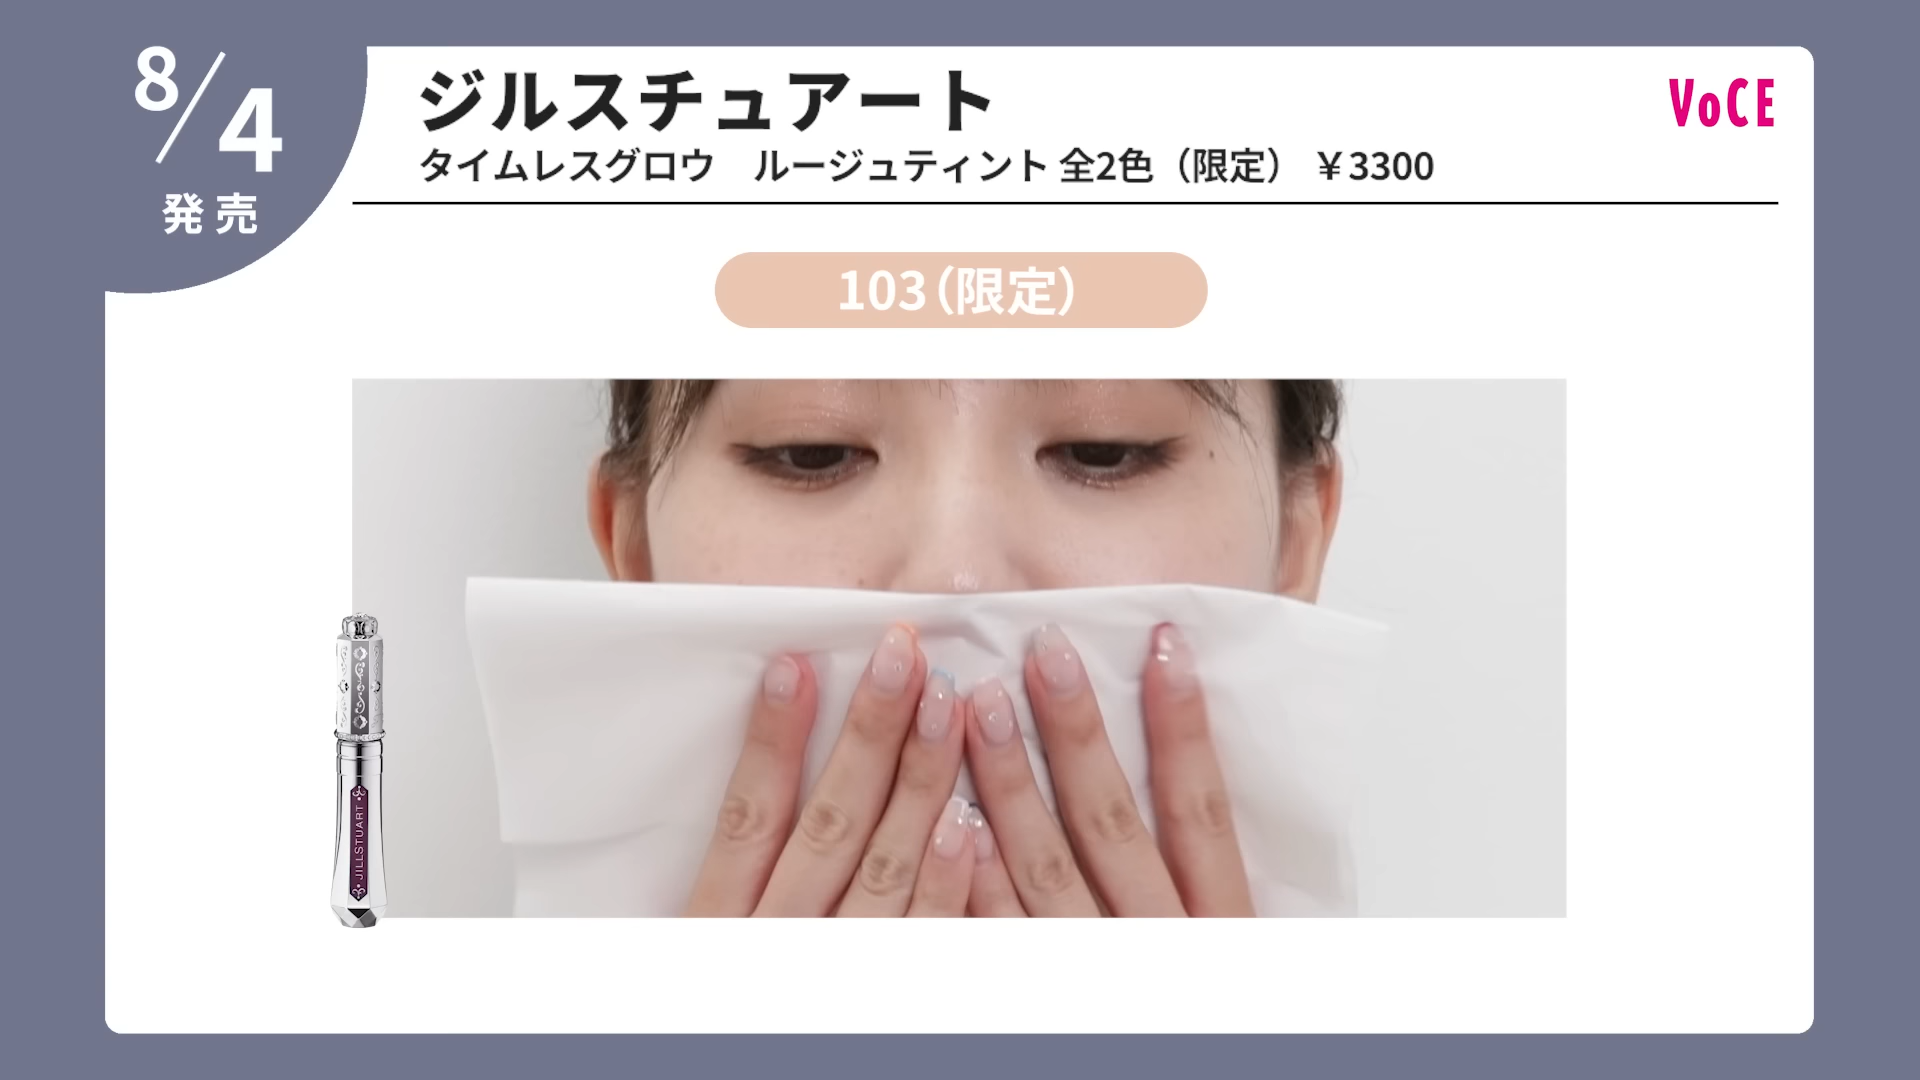 8/4
発売
ジルスチュアート
タイムレスグロウ　ルージュティント 全2色（限定） ￥3300
VoCE
103（限定）
JILLSTUART